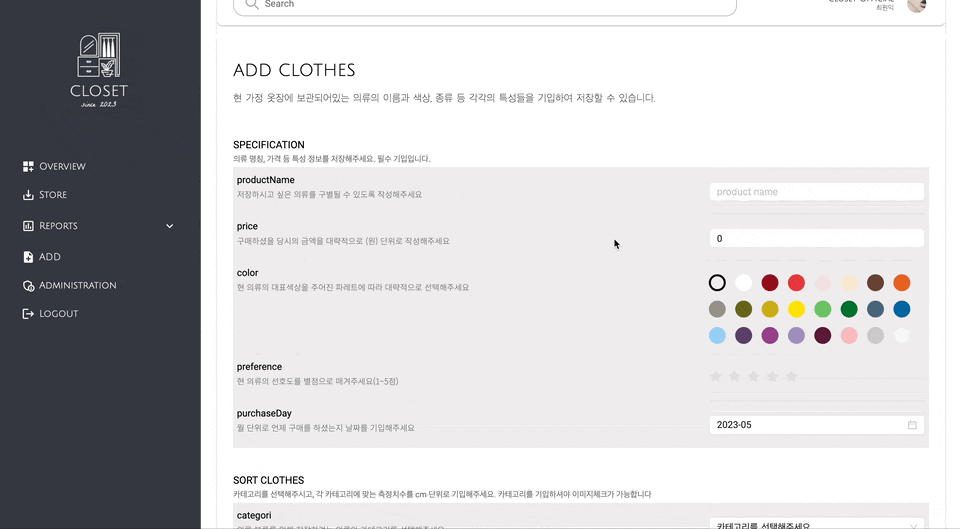 Search
최원익
CLOSET
since 2023
OVERVIEW
STORE
REPORTS
ADD
ADMINISTRATION
LOGOUT
ADD CLOTHES
현 가정 옷장에 보관되어있는 의류의 이름과 색상, 종류 등 각각의 특성들을 기입하여 저장할 수 있습니다.
SPECIFICATION
의류 명칭, 가격 등 특성 정보를 저장해주세요. 필수 기입입니다.
productName
저장하시고 싶은 의류를 구별될 수 있도록 작성해주세요
product name
price
구매하셨을 당시의 금액을 대략적으로 (원) 단위로 작성해주세요
0
color
현 의류의 대표색상을 주어진 파레트에 따라 대략적으로 선택해주세요
preference
현 의류의 선호도를 별점으로 매겨주세요(1~5점)
purchaseDay
월 단위로 언제 구매를 하셨는지 날짜를 기입해주세요
2023-05
SORT CLOTHES
카테고리를 선택해주시고, 각 카테고리에 맞는 측정치수를 cm 단위로 기입해주세요. 카테고리를 기입하셔야 이미지체크가 가능합니다
categori
카테고리를 선택해주세요